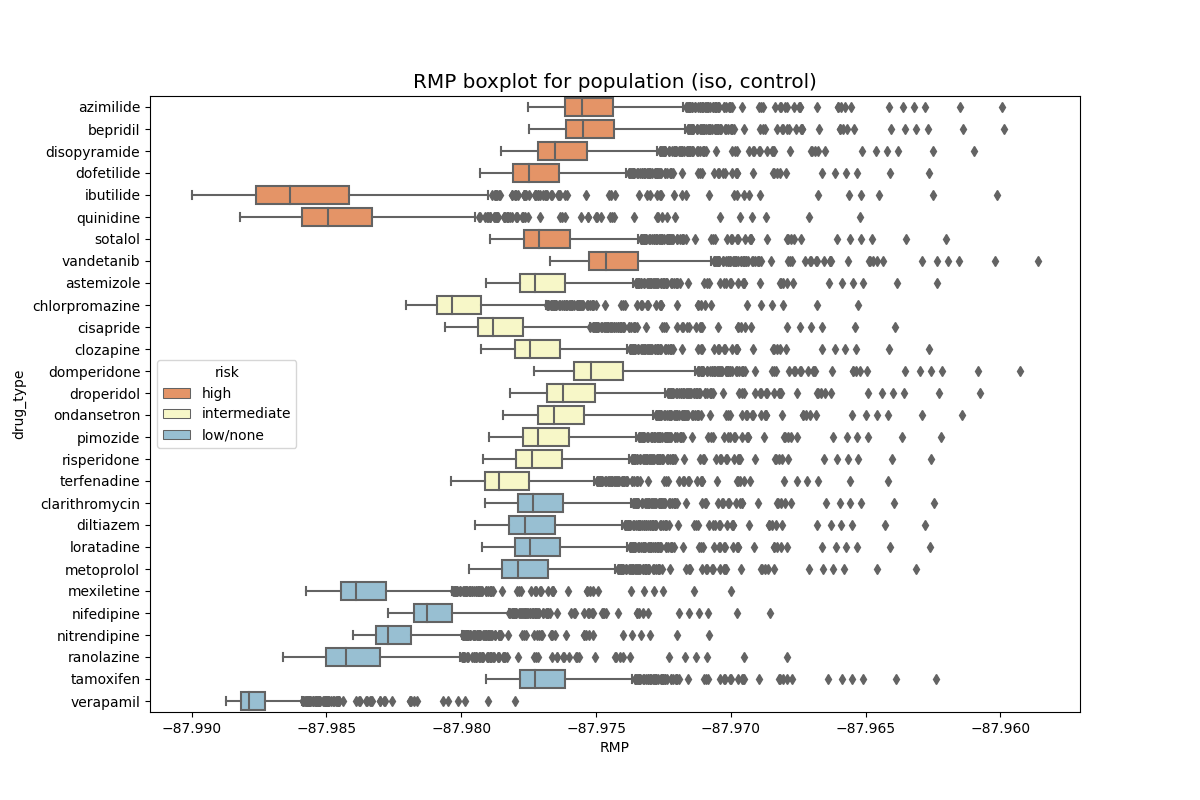 RMP boxplot for population (iso, control)
azimilide
bepridil
disopyramide
dofetilide
ibutilide
quinidine
sotalol
vandetanib
astemizole
chlorpromazine
cisapride
clozapine
domperidone
droperidol
ondansetron
pimozide
risperidone
terfenadine
clarithromycin
diltiazem
loratadine
metoprolol
mexiletine
nifedipine
nitrendipine
ranolazine
tamoxifen
verapamil
drug_type
risk
high
intermediate
low/none
−87.990 −87.985 −87.980 −87.975 −87.970 −87.965 −87.960
RMP